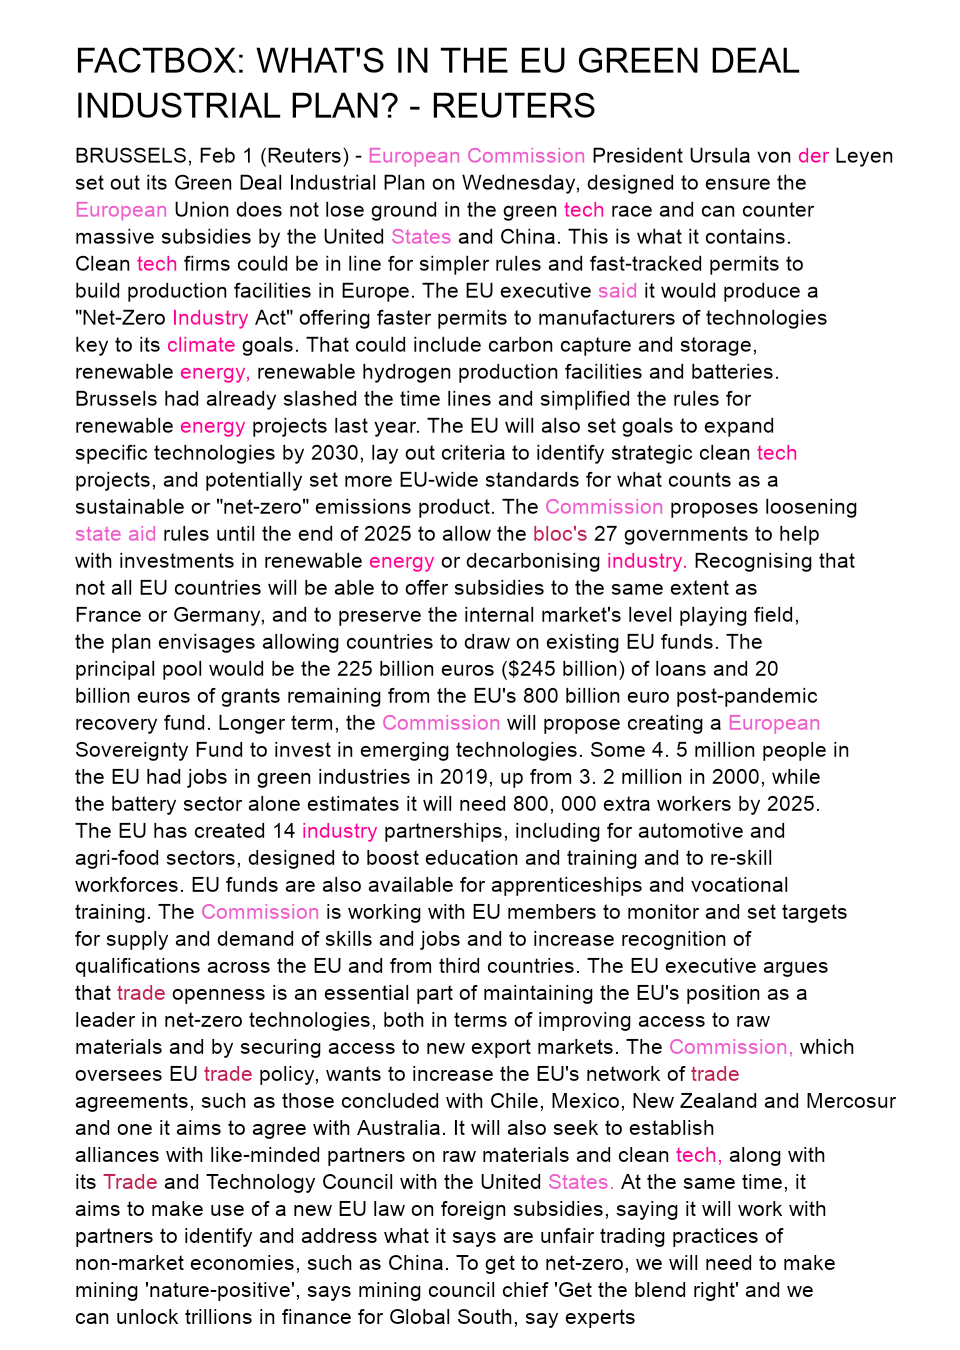 FACTBOX: WHAT'S IN THE EU GREEN DEAL
INDUSTRIAL PLAN? - REUTERS
BRUSSELS, Feb 1 (Reuters) - European Commission President Ursula von der Leyen
set out its Green Deal Industrial Plan on Wednesday, designed to ensure the
European Union does not lose ground in the green tech race and can counter
massive subsidies by the United States and China. This is what it contains.
Clean tech firms could be in line for simpler rules and fast-tracked permits to
build production facilities in Europe. The EU executive said it would produce a
"Net-Zero Industry Act" offering faster permits to manufacturers of technologies
key to its climate goals. That could include carbon capture and storage,
renewable energy, renewable hydrogen production facilities and batteries.
Brussels had already slashed the time lines and simplified the rules for
renewable energy projects last year. The EU will also set goals to expand
specific technologies by 2030, lay out criteria to identify strategic clean tech
projects, and potentially set more EU-wide standards for what counts as a
sustainable or "net-zero" emissions product. The Commission proposes loosening
state aid rules until the end of 2025 to allow the bloc's 27 governments to help
with investments in renewable energy or decarbonising industry. Recognising that
not all EU countries will be able to offer subsidies to the same extent as
France or Germany, and to preserve the internal market's level playing field,
the plan envisages allowing countries to draw on existing EU funds. The
principal pool would be the 225 billion euros ($245 billion) of loans and 20
billion euros of grants remaining from the EU's 800 billion euro post-pandemic
recovery fund. Longer term, the Commission will propose creating a European
Sovereignty Fund to invest in emerging technologies. Some 4. 5 million people in
the EU had jobs in green industries in 2019, up from 3. 2 million in 2000, while
the battery sector alone estimates it will need 800, 000 extra workers by 2025.
The EU has created 14 industry partnerships, including for automotive and
agri-food sectors, designed to boost education and training and to re-skill
workforces. EU funds are also available for apprenticeships and vocational
training. The Commission is working with EU members to monitor and set targets
for supply and demand of skills and jobs and to increase recognition of
qualifications across the EU and from third countries. The EU executive argues
that trade openness is an essential part of maintaining the EU's position as a
leader in net-zero technologies, both in terms of improving access to raw
materials and by securing access to new export markets. The Commission, which
oversees EU trade policy, wants to increase the EU's network of trade
agreements, such as those concluded with Chile, Mexico, New Zealand and Mercosur
and one it aims to agree with Australia. It will also seek to establish
alliances with like-minded partners on raw materials and clean tech, along with
its Trade and Technology Council with the United States. At the same time, it
aims to make use of a new EU law on foreign subsidies, saying it will work with
partners to identify and address what it says are unfair trading practices of
non-market economies, such as China. To get to net-zero, we will need to make
mining 'nature-positive', says mining council chief 'Get the blend right' and we
can unlock trillions in finance for Global South, say experts